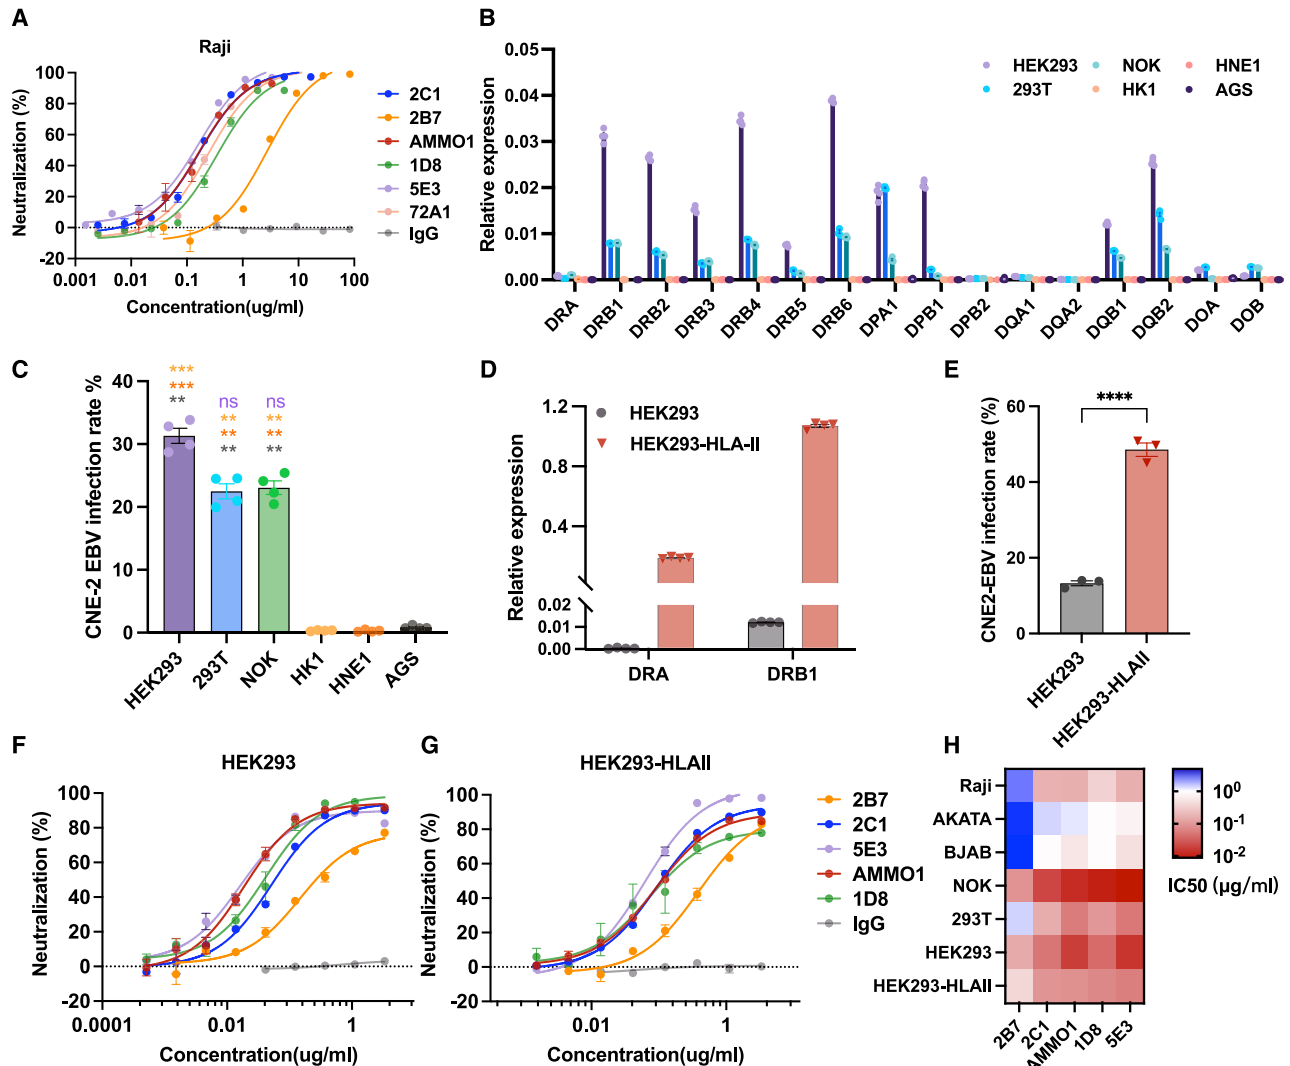 A
Raji
Neutralization (%)
100
80
60
40
20
0
-20
0.001
0.01
0.1
1
10
100
Concentration(ug/ml)
2C1
2B7
AMMO1
1D8
5E3
72A1
IgG
B
Relative expression
0.05
0.04
0.03
0.02
0.01
0.00
HEK293
NOK
HNE1
293T
HK1
AGS
DRA
DRB1
DRB2
DRB3
DRB4
DRB5
DRB6
DPA1
DPB1
DPB2
DQA1
DQA2
DQB1
DQB2
DOA
DOB
C
CNE-2 EBV infection rate %
40
30
20
10
0
***
***
**
ns
**
**
**
ns
**
**
**
HEK293
293T
NOK
HK1
HNE1
AGS
D
Relative expression
1.2
0.8
0.4
0.02
0.01
0.00
HEK293
HEK293-HLA-II
DRA
DRB1
E
CNE2-EBV infection rate (%)
60
40
20
0
****
HEK293
HEK293-HLAII
F
HEK293
Neutralization (%)
100
80
60
40
20
0
-20
0.0001
0.01
1
Concentration(ug/ml)
G
HEK293-HLAII
Neutralization (%)
100
80
60
40
20
0
-20
0.01
1
Concentration(ug/ml)
2B7
2C1
5E3
AMMO1
1D8
IgG
H
Raji
AKATA
BJAB
NOK
293T
HEK293
HEK293-HLAII
2B7
2C1
AMMO1
1D8
5E3
10⁰
10⁻¹
10⁻²
IC50 (μg/ml)